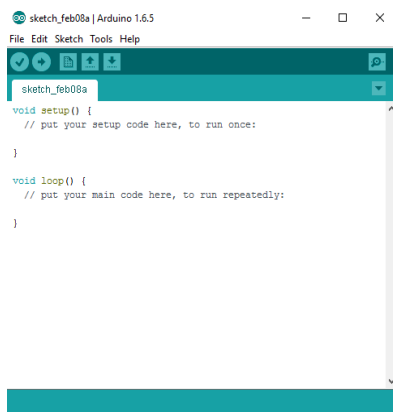 sketch_feb08a | Arduino 1.6.5
File Edit Sketch Tools Help
sketch_feb08a
void setup() {
  // put your setup code here, to run once:
}
void loop() {
  // put your main code here, to run repeatedly:
}